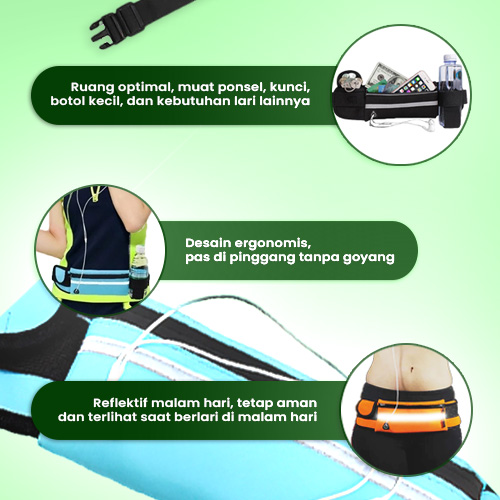 Ruang optimal, muat ponsel, kunci,
botol kecil, dan kebutuhan lari lainnya
Desain ergonomis,
pas di pinggang tanpa goyang
Reflektif malam hari, tetap aman
dan terlihat saat berlari di malam hari